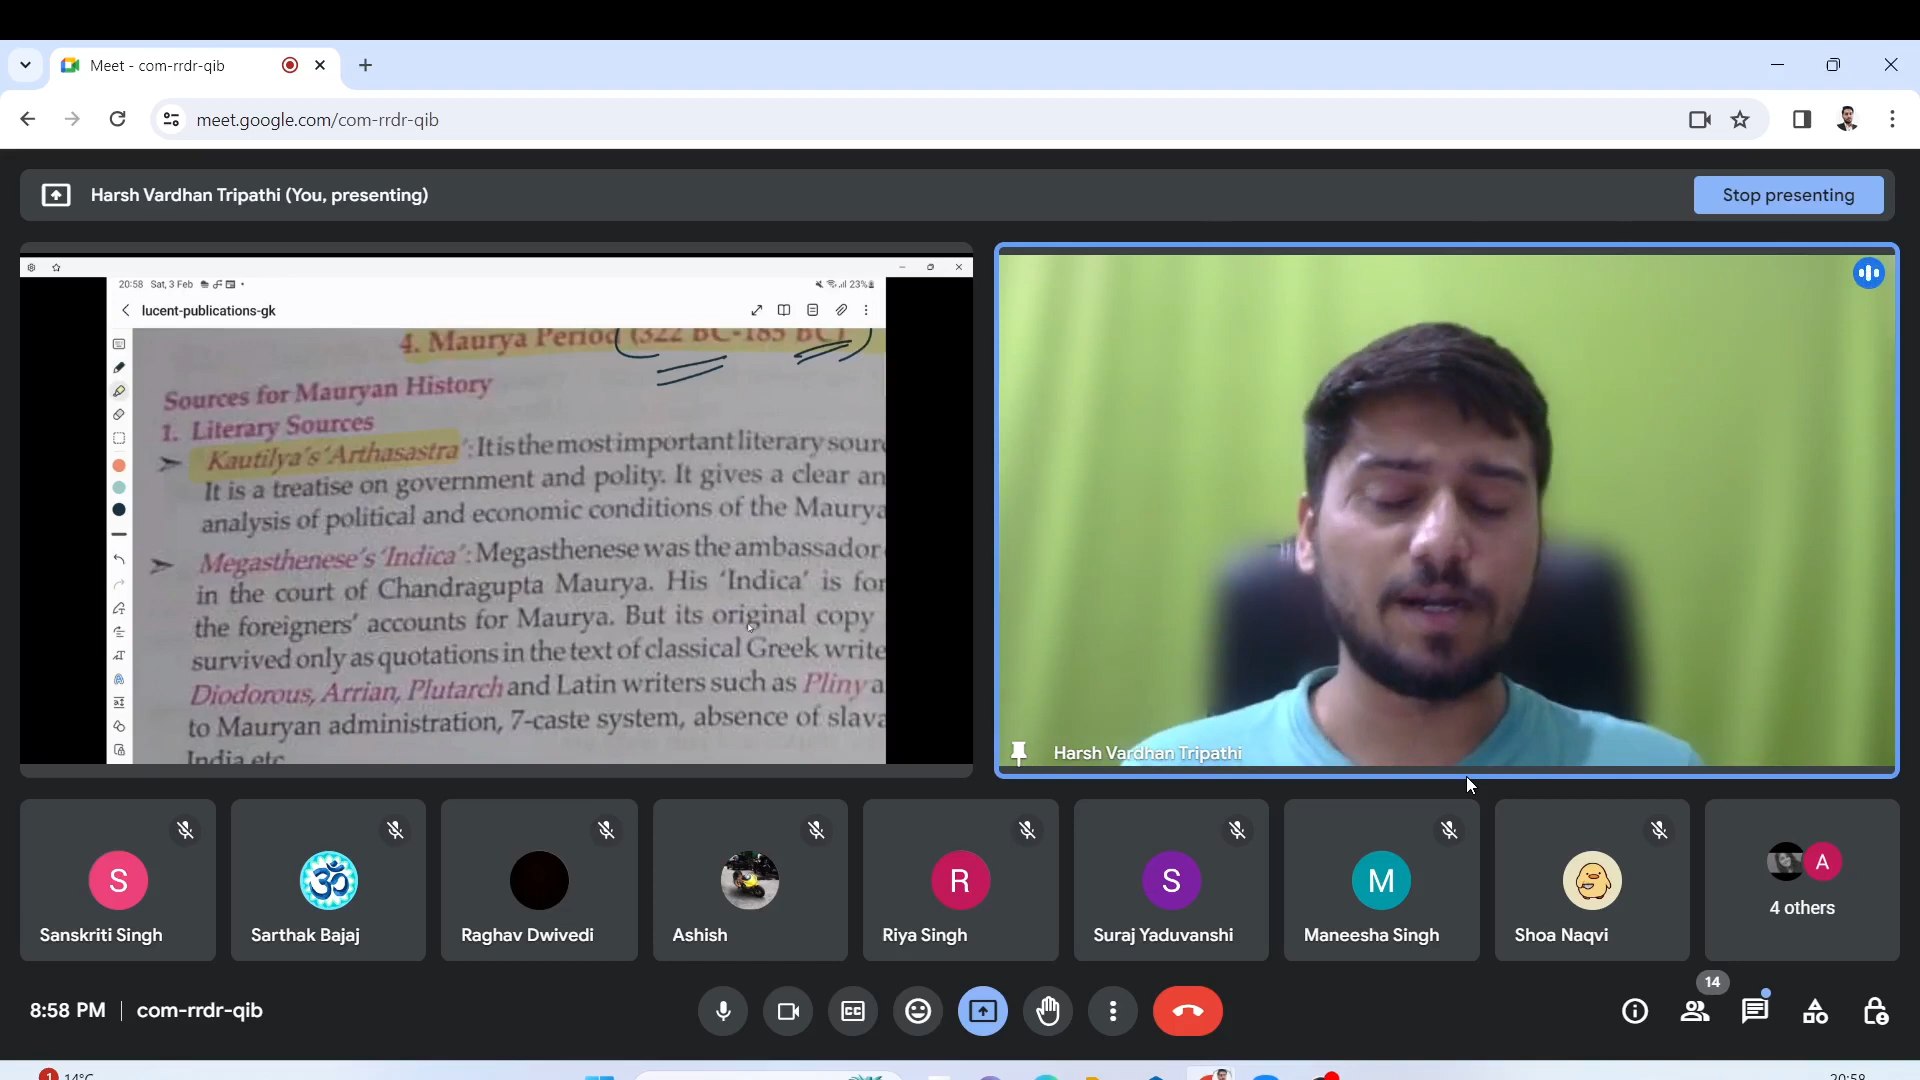 Meet - com-rrdr-qib
meet.google.com/com-rrdr-qib
Harsh Vardhan Tripathi (You, presenting)
Stop presenting
20:58 Sat, 3 Feb
23%
lucent-publications-gk
4. Maurya Period (322 BC-185 BC)
Sources for Mauryan History
1. Literary Sources
➤ Kautilya's 'Arthasastra' : It is the most important literary sour
It is a treatise on government and polity. It gives a clear an
analysis of political and economic conditions of the Maurya
➤ Megasthenese's 'Indica' : Megasthenese was the ambassador
in the court of Chandragupta Maurya. His 'Indica' is for
the foreigners' accounts for Maurya. But its original copy
survived only as quotations in the text of classical Greek write
Diodorous, Arrian, Plutarch and Latin writers such as Pliny a
to Mauryan administration, 7-caste system, absence of slava
India etc
Harsh Vardhan Tripathi
S
Sanskriti Singh
ॐ
Sarthak Bajaj
Raghav Dwivedi
Ashish
R
Riya Singh
S
Suraj Yaduvanshi
M
Maneesha Singh
Shoa Naqvi
A
4 others
8:58 PM | com-rrdr-qib
CC
14
1
14°C
20:58